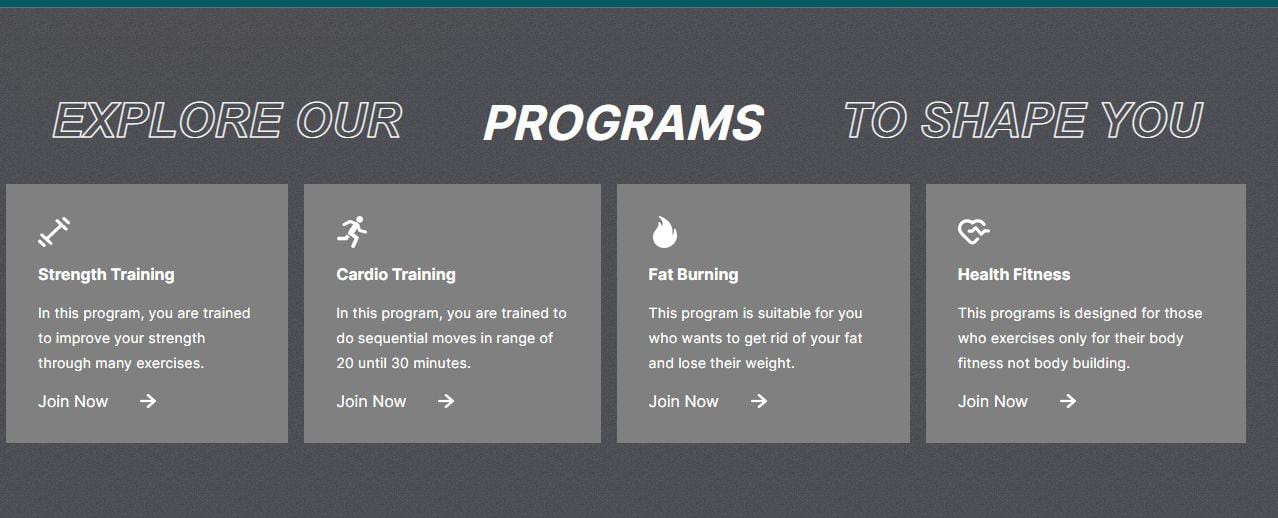 EXPLORE OUR PROGRAMS TO SHAPE YOU
Strength Training
In this program, you are trained
to improve your strength
through many exercises.
Join Now
Cardio Training
In this program, you are trained to
do sequential moves in range of
20 until 30 minutes.
Join Now
Fat Burning
This program is suitable for you
who wants to get rid of your fat
and lose their weight.
Join Now
Health Fitness
This programs is designed for those
who exercises only for their body
fitness not body building.
Join Now